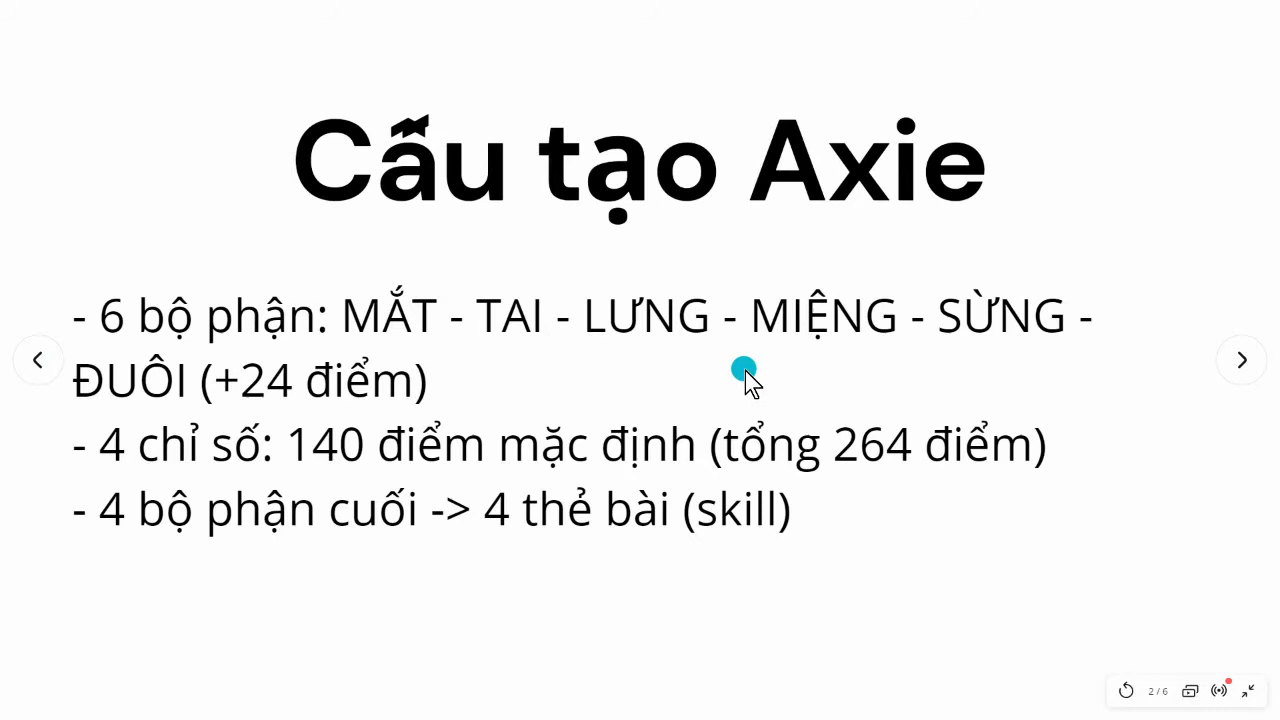 Cấu tạo Axie
- 6 bộ phận: MẮT - TAI - LƯNG - MIỆNG - SỪNG -
ĐUÔI (+24 điểm)
- 4 chỉ số: 140 điểm mặc định (tổng 264 điểm)
- 4 bộ phận cuối -> 4 thẻ bài (skill)
2 / 6